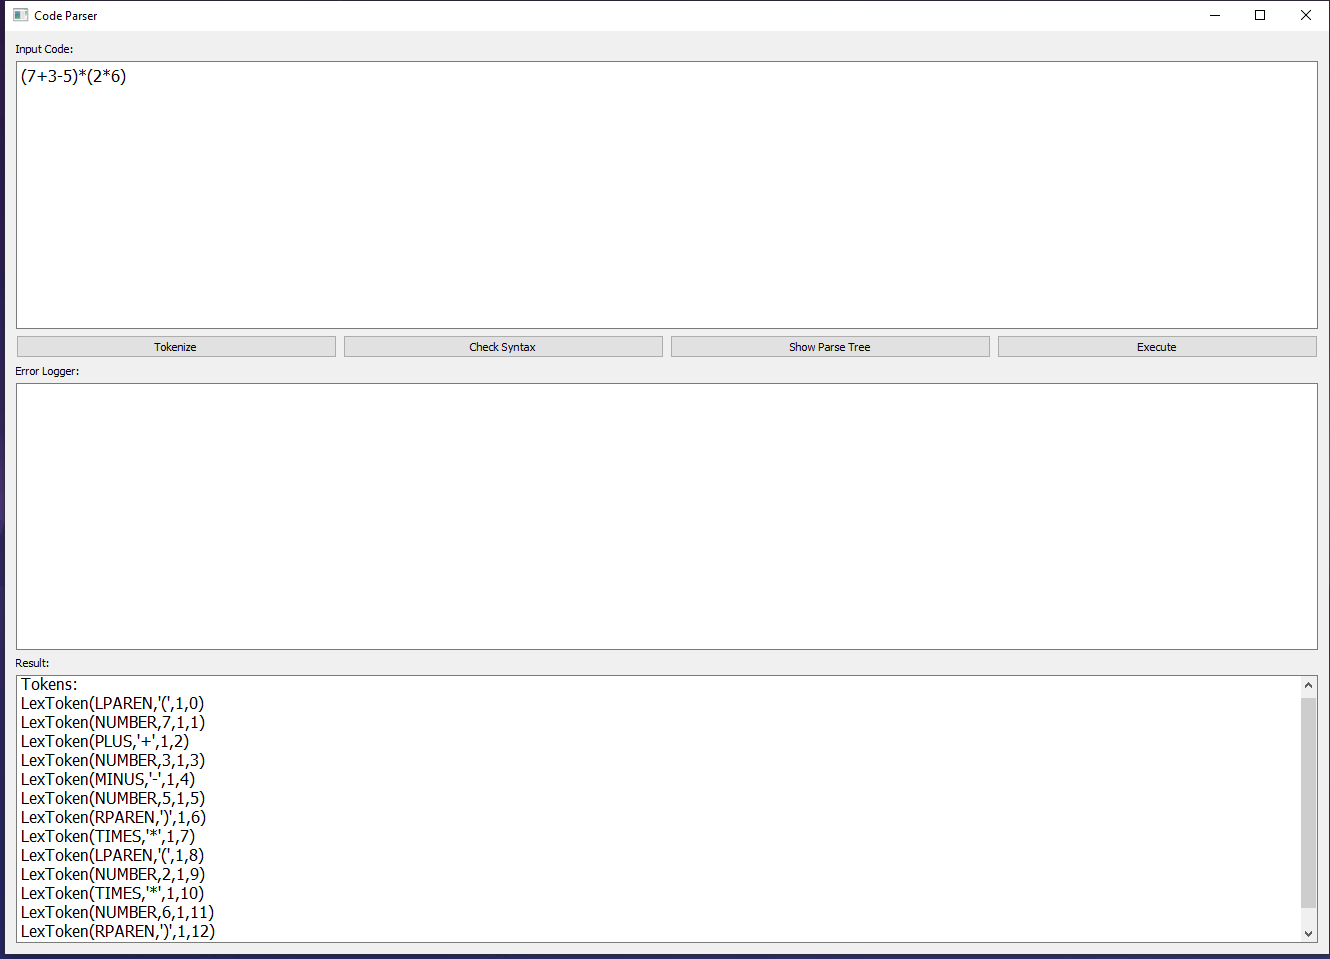 Code Parser
Input Code:
(7+3-5)*(2*6)
Tokenize
Check Syntax
Show Parse Tree
Execute
Error Logger:
Result:
Tokens:
LexToken(LPAREN,'(',1,0)
LexToken(NUMBER,7,1,1)
LexToken(PLUS,'+',1,2)
LexToken(NUMBER,3,1,3)
LexToken(MINUS,'-',1,4)
LexToken(NUMBER,5,1,5)
LexToken(RPAREN,')',1,6)
LexToken(TIMES,'*',1,7)
LexToken(LPAREN,'(',1,8)
LexToken(NUMBER,2,1,9)
LexToken(TIMES,'*',1,10)
LexToken(NUMBER,6,1,11)
LexToken(RPAREN,')',1,12)